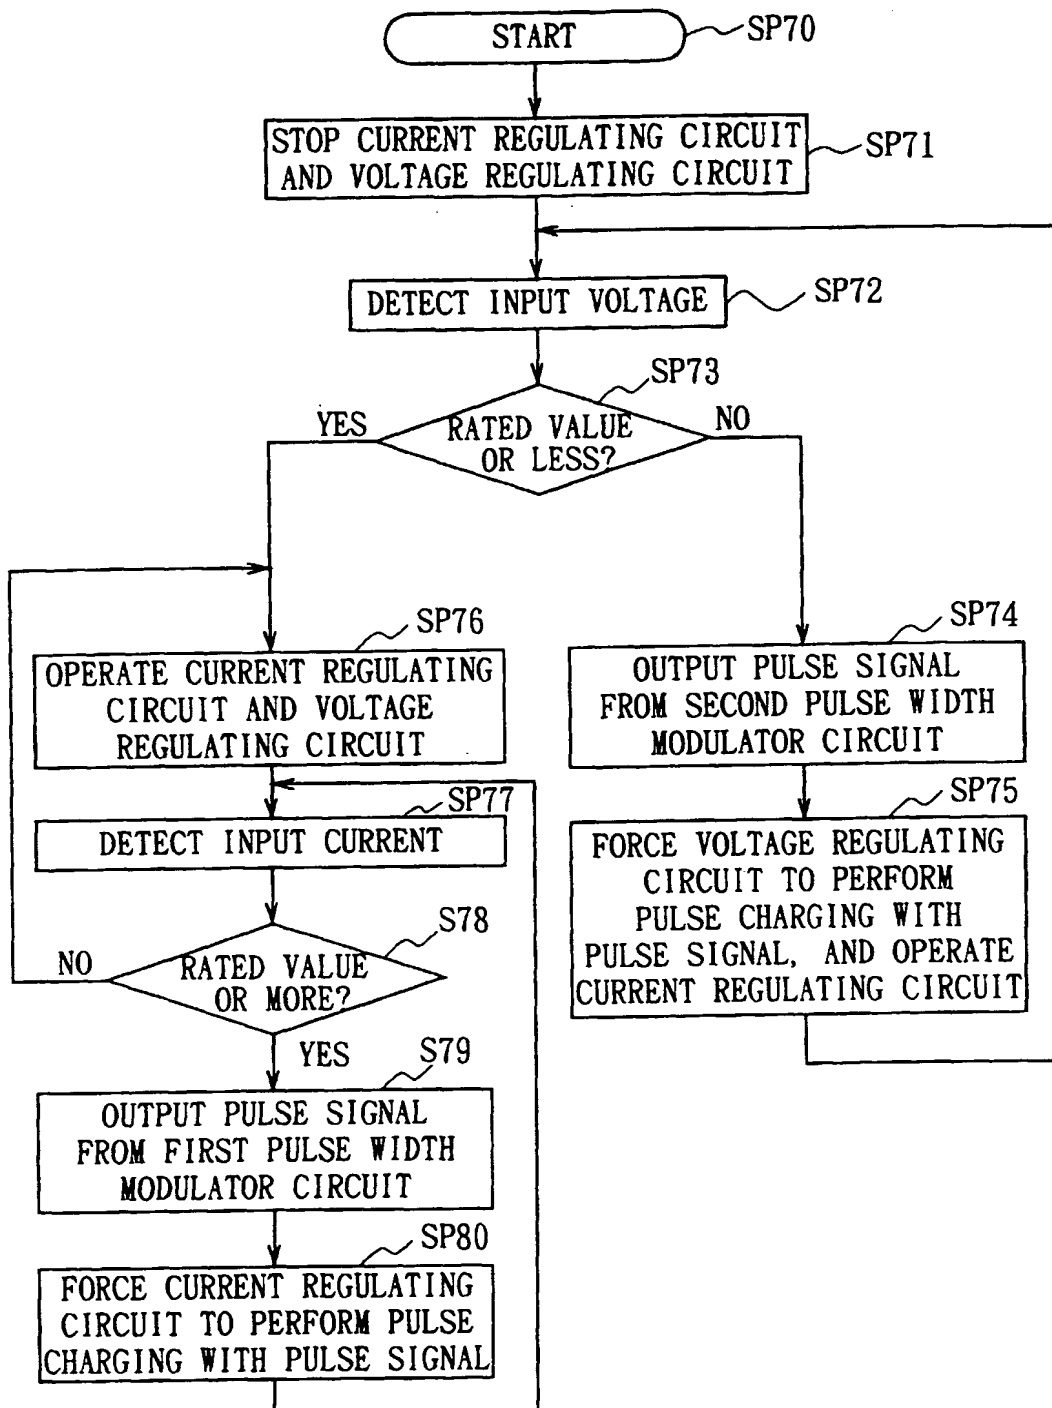 START
SP70
STOP CURRENT REGULATING CIRCUIT
AND VOLTAGE REGULATING CIRCUIT
SP71
DETECT INPUT VOLTAGE
SP72
SP73
YES
RATED VALUE
OR LESS?
NO
SP76
OPERATE CURRENT REGULATING
CIRCUIT AND VOLTAGE
REGULATING CIRCUIT
SP74
OUTPUT PULSE SIGNAL
FROM SECOND PULSE WIDTH
MODULATOR CIRCUIT
SP77
DETECT INPUT CURRENT
SP75
FORCE VOLTAGE REGULATING
CIRCUIT TO PERFORM
PULSE CHARGING WITH
PULSE SIGNAL, AND OPERATE
CURRENT REGULATING CIRCUIT
S78
NO
RATED VALUE
OR MORE?
YES
S79
OUTPUT PULSE SIGNAL
FROM FIRST PULSE WIDTH
MODULATOR CIRCUIT
SP80
FORCE CURRENT REGULATING
CIRCUIT TO PERFORM PULSE
CHARGING WITH PULSE SIGNAL